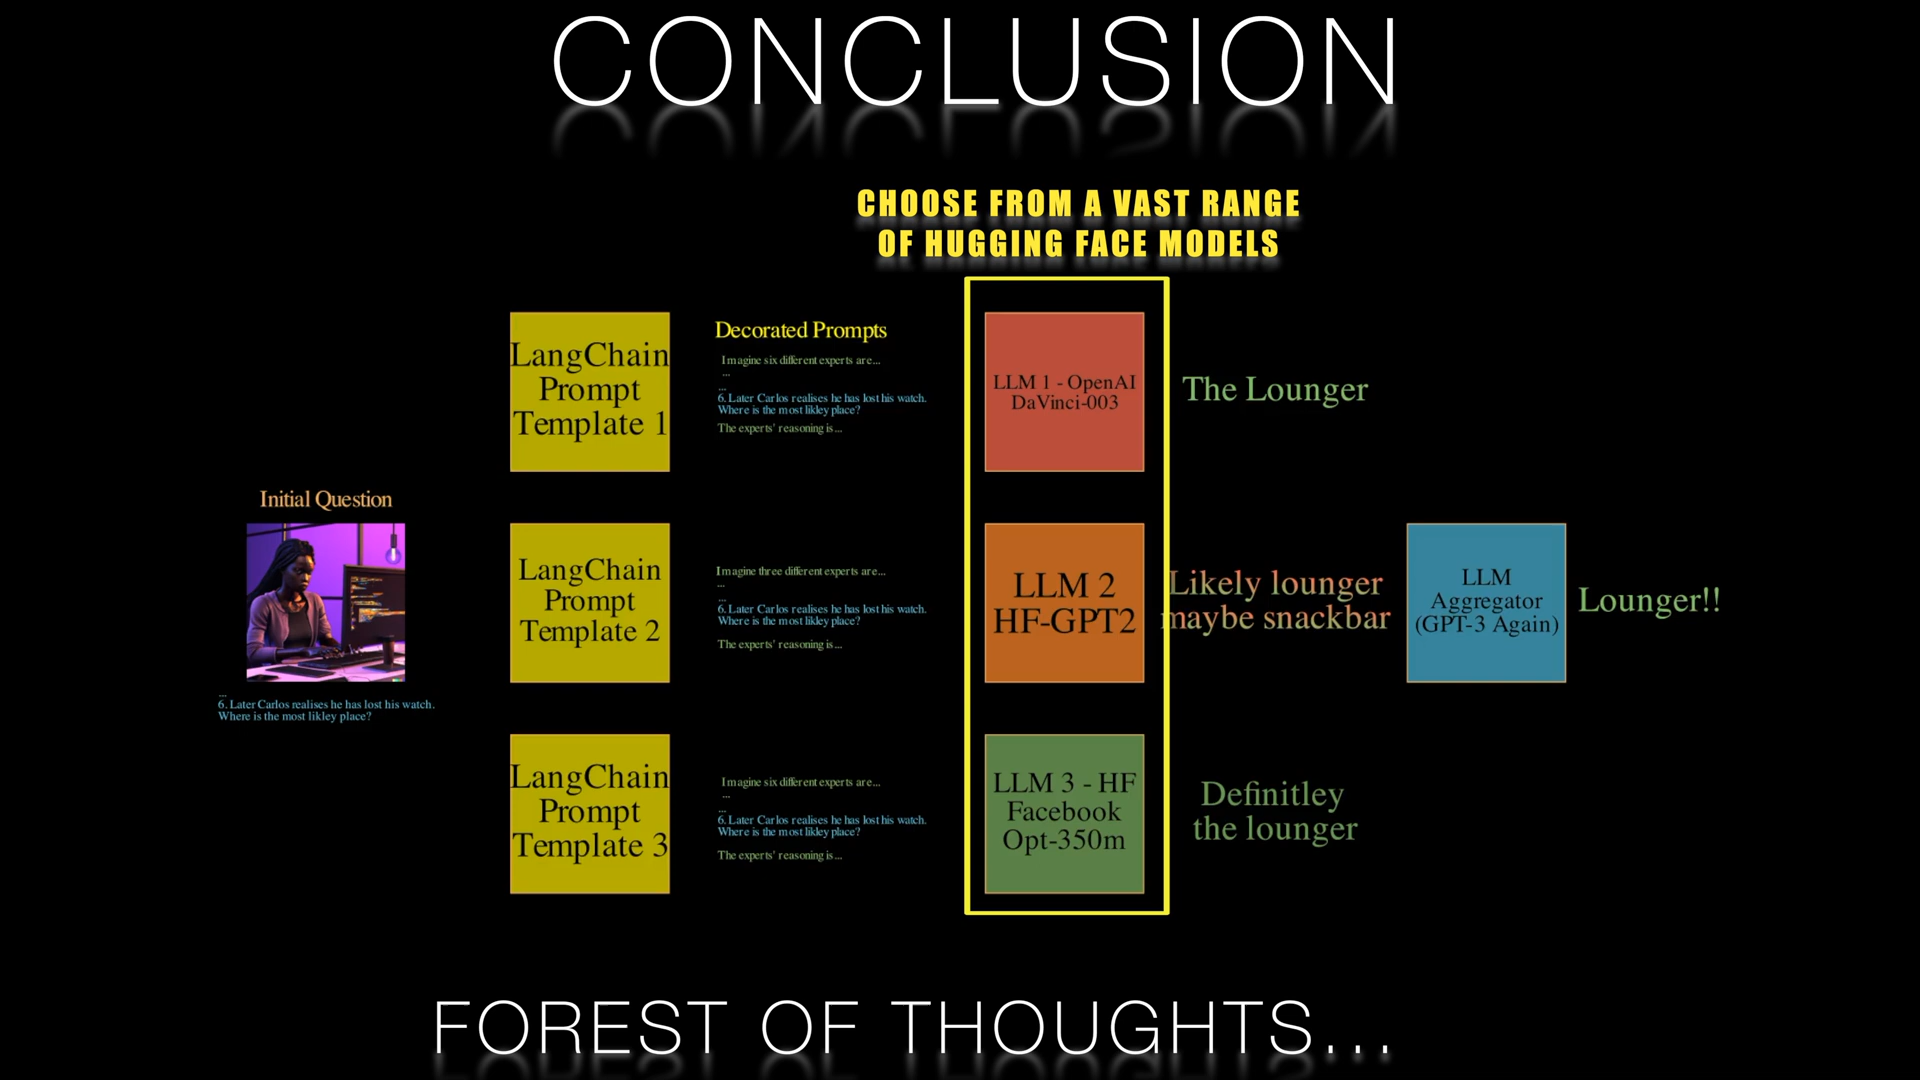 CONCLUSION
CHOOSE FROM A VAST RANGE
OF HUGGING FACE MODELS
Initial Question
...
6. Later Carlos realises he has lost his watch.
Where is the most likley place?
LangChain
Prompt
Template 1
Decorated Prompts
Imagine six different experts are...
...
...
6. Later Carlos realises he has lost his watch.
Where is the most likley place?
The experts' reasoning is...
LLM 1 - OpenAI
DaVinci-003
The Lounger
LangChain
Prompt
Template 2
Imagine three different experts are...
...
...
6. Later Carlos realises he has lost his watch.
Where is the most likley place?
The experts' reasoning is...
LLM 2
HF-GPT2
Likely lounger
maybe snackbar
LLM
Aggregator
(GPT-3 Again)
Lounger!!
LangChain
Prompt
Template 3
Imagine six different experts are...
...
...
6. Later Carlos realises he has lost his watch.
Where is the most likley place?
The experts' reasoning is...
LLM 3 - HF
Facebook
Opt-350m
Definitley
the lounger
FOREST OF THOUGHTS...